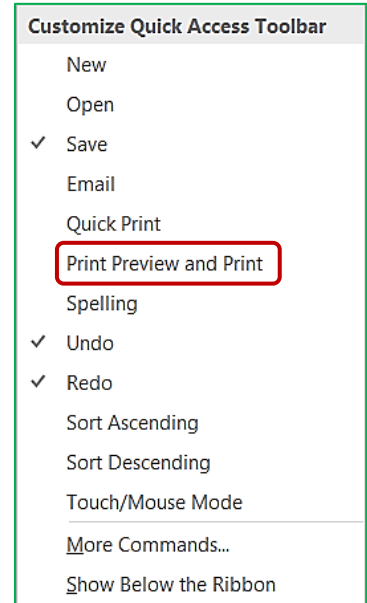 Customize Quick Access Toolbar
New
Open
Save
Email
Quick Print
Print Preview and Print
Spelling
Undo
Redo
Sort Ascending
Sort Descending
Touch/Mouse Mode
More Commands...
Show Below the Ribbon